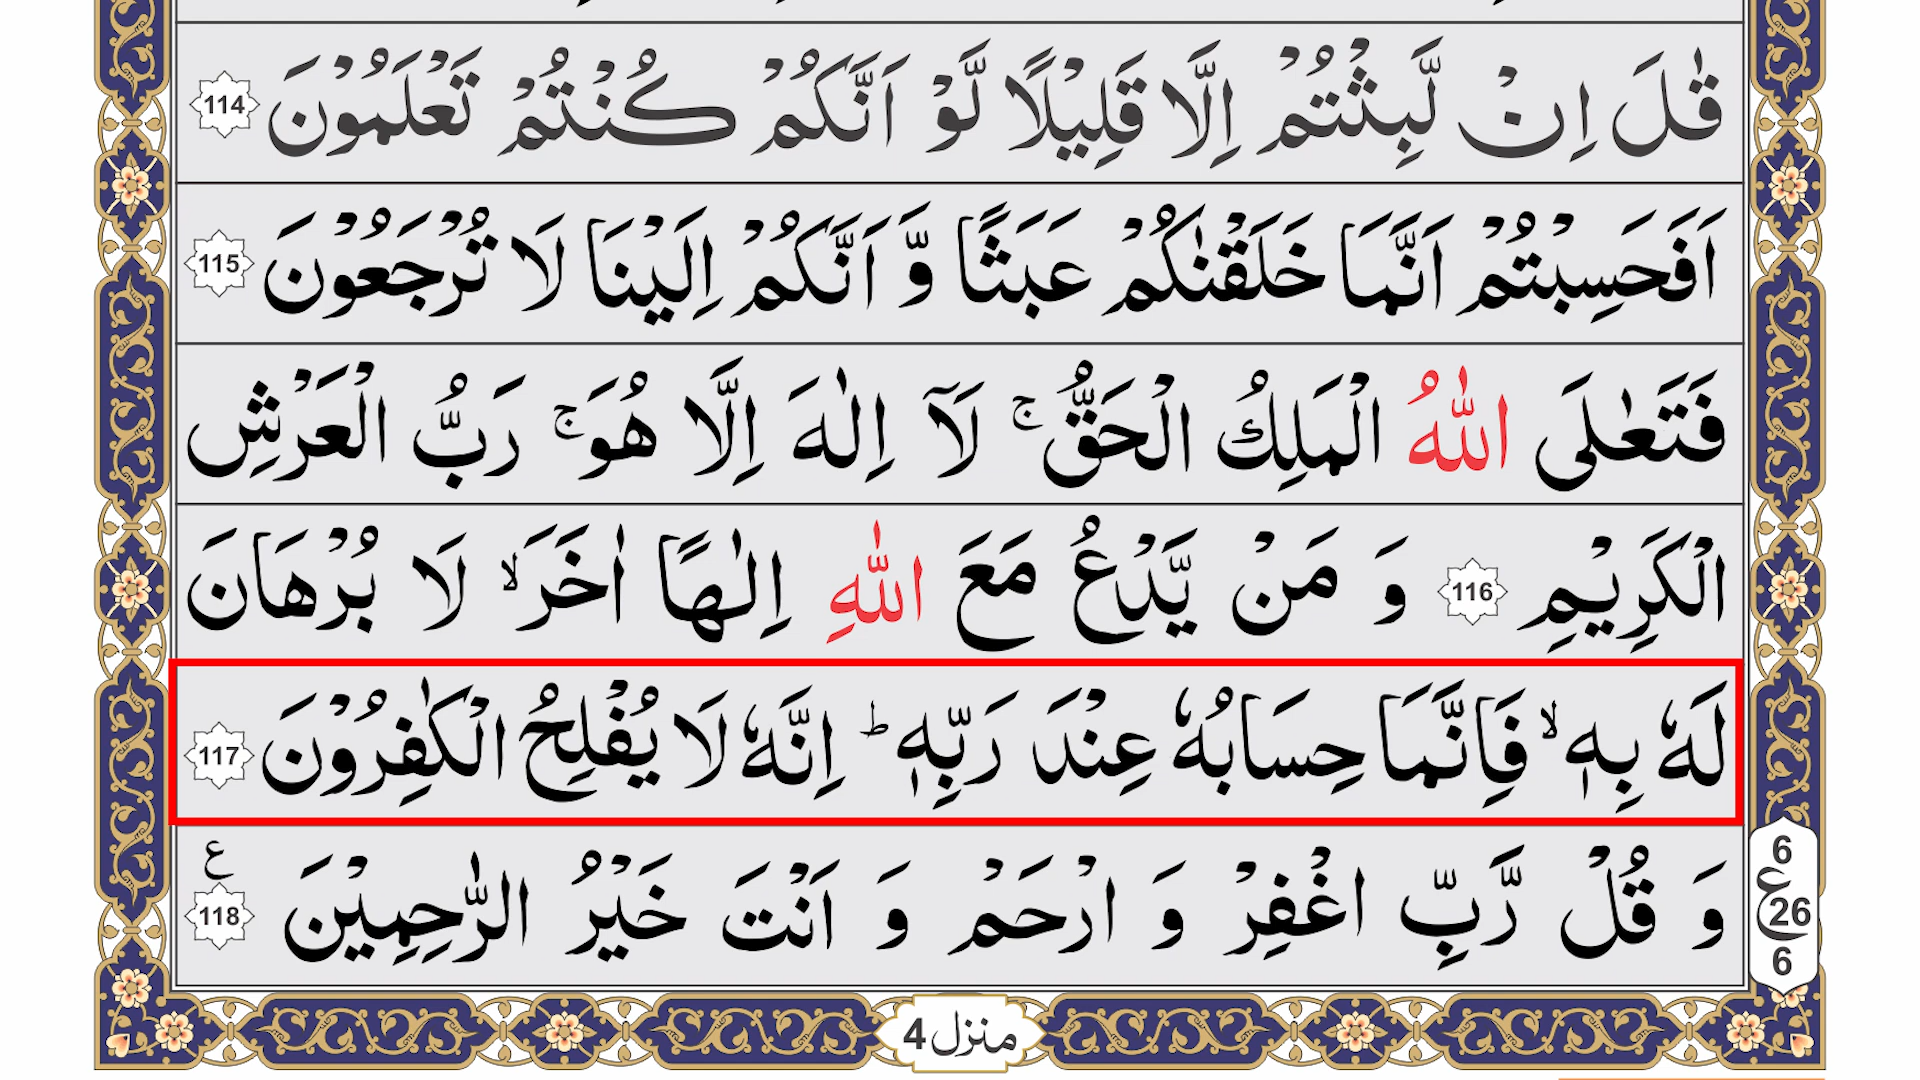 قٰلَ اِنْ لَّبِثْتُمْ اِلَّا قَلِيْلًا لَّوْ اَنَّكُمْ كُنْتُمْ تَعْلَمُوْنَ 114
اَفَحَسِبْتُمْ اَنَّمَا خَلَقْنٰكُمْ عَبَثًا وَّ اَنَّكُمْ اِلَيْنَا لَا تُرْجَعُوْنَ 115
فَتَعٰلَى اللّٰهُ الْمَلِكُ الْحَقُّ ۚ لَاۤ اِلٰهَ اِلَّا هُوَ ۚ رَبُّ الْعَرْشِ
الْكَرِيْمِ 116 وَ مَنْ يَّدْعُ مَعَ اللّٰهِ اِلٰهًا اٰخَرَ ۙ لَا بُرْهَانَ
لَهٗ بِهٖ ۙ فَاِنَّمَا حِسَابُهٗ عِنْدَ رَبِّهٖ ؕ اِنَّهٗ لَا يُفْلِحُ الْكٰفِرُوْنَ 117
وَ قُلْ رَّبِّ اغْفِرْ وَ ارْحَمْ وَ اَنْتَ خَيْرُ الرّٰحِمِيْنَ ع 118
6
ع 26
6
منزل 4